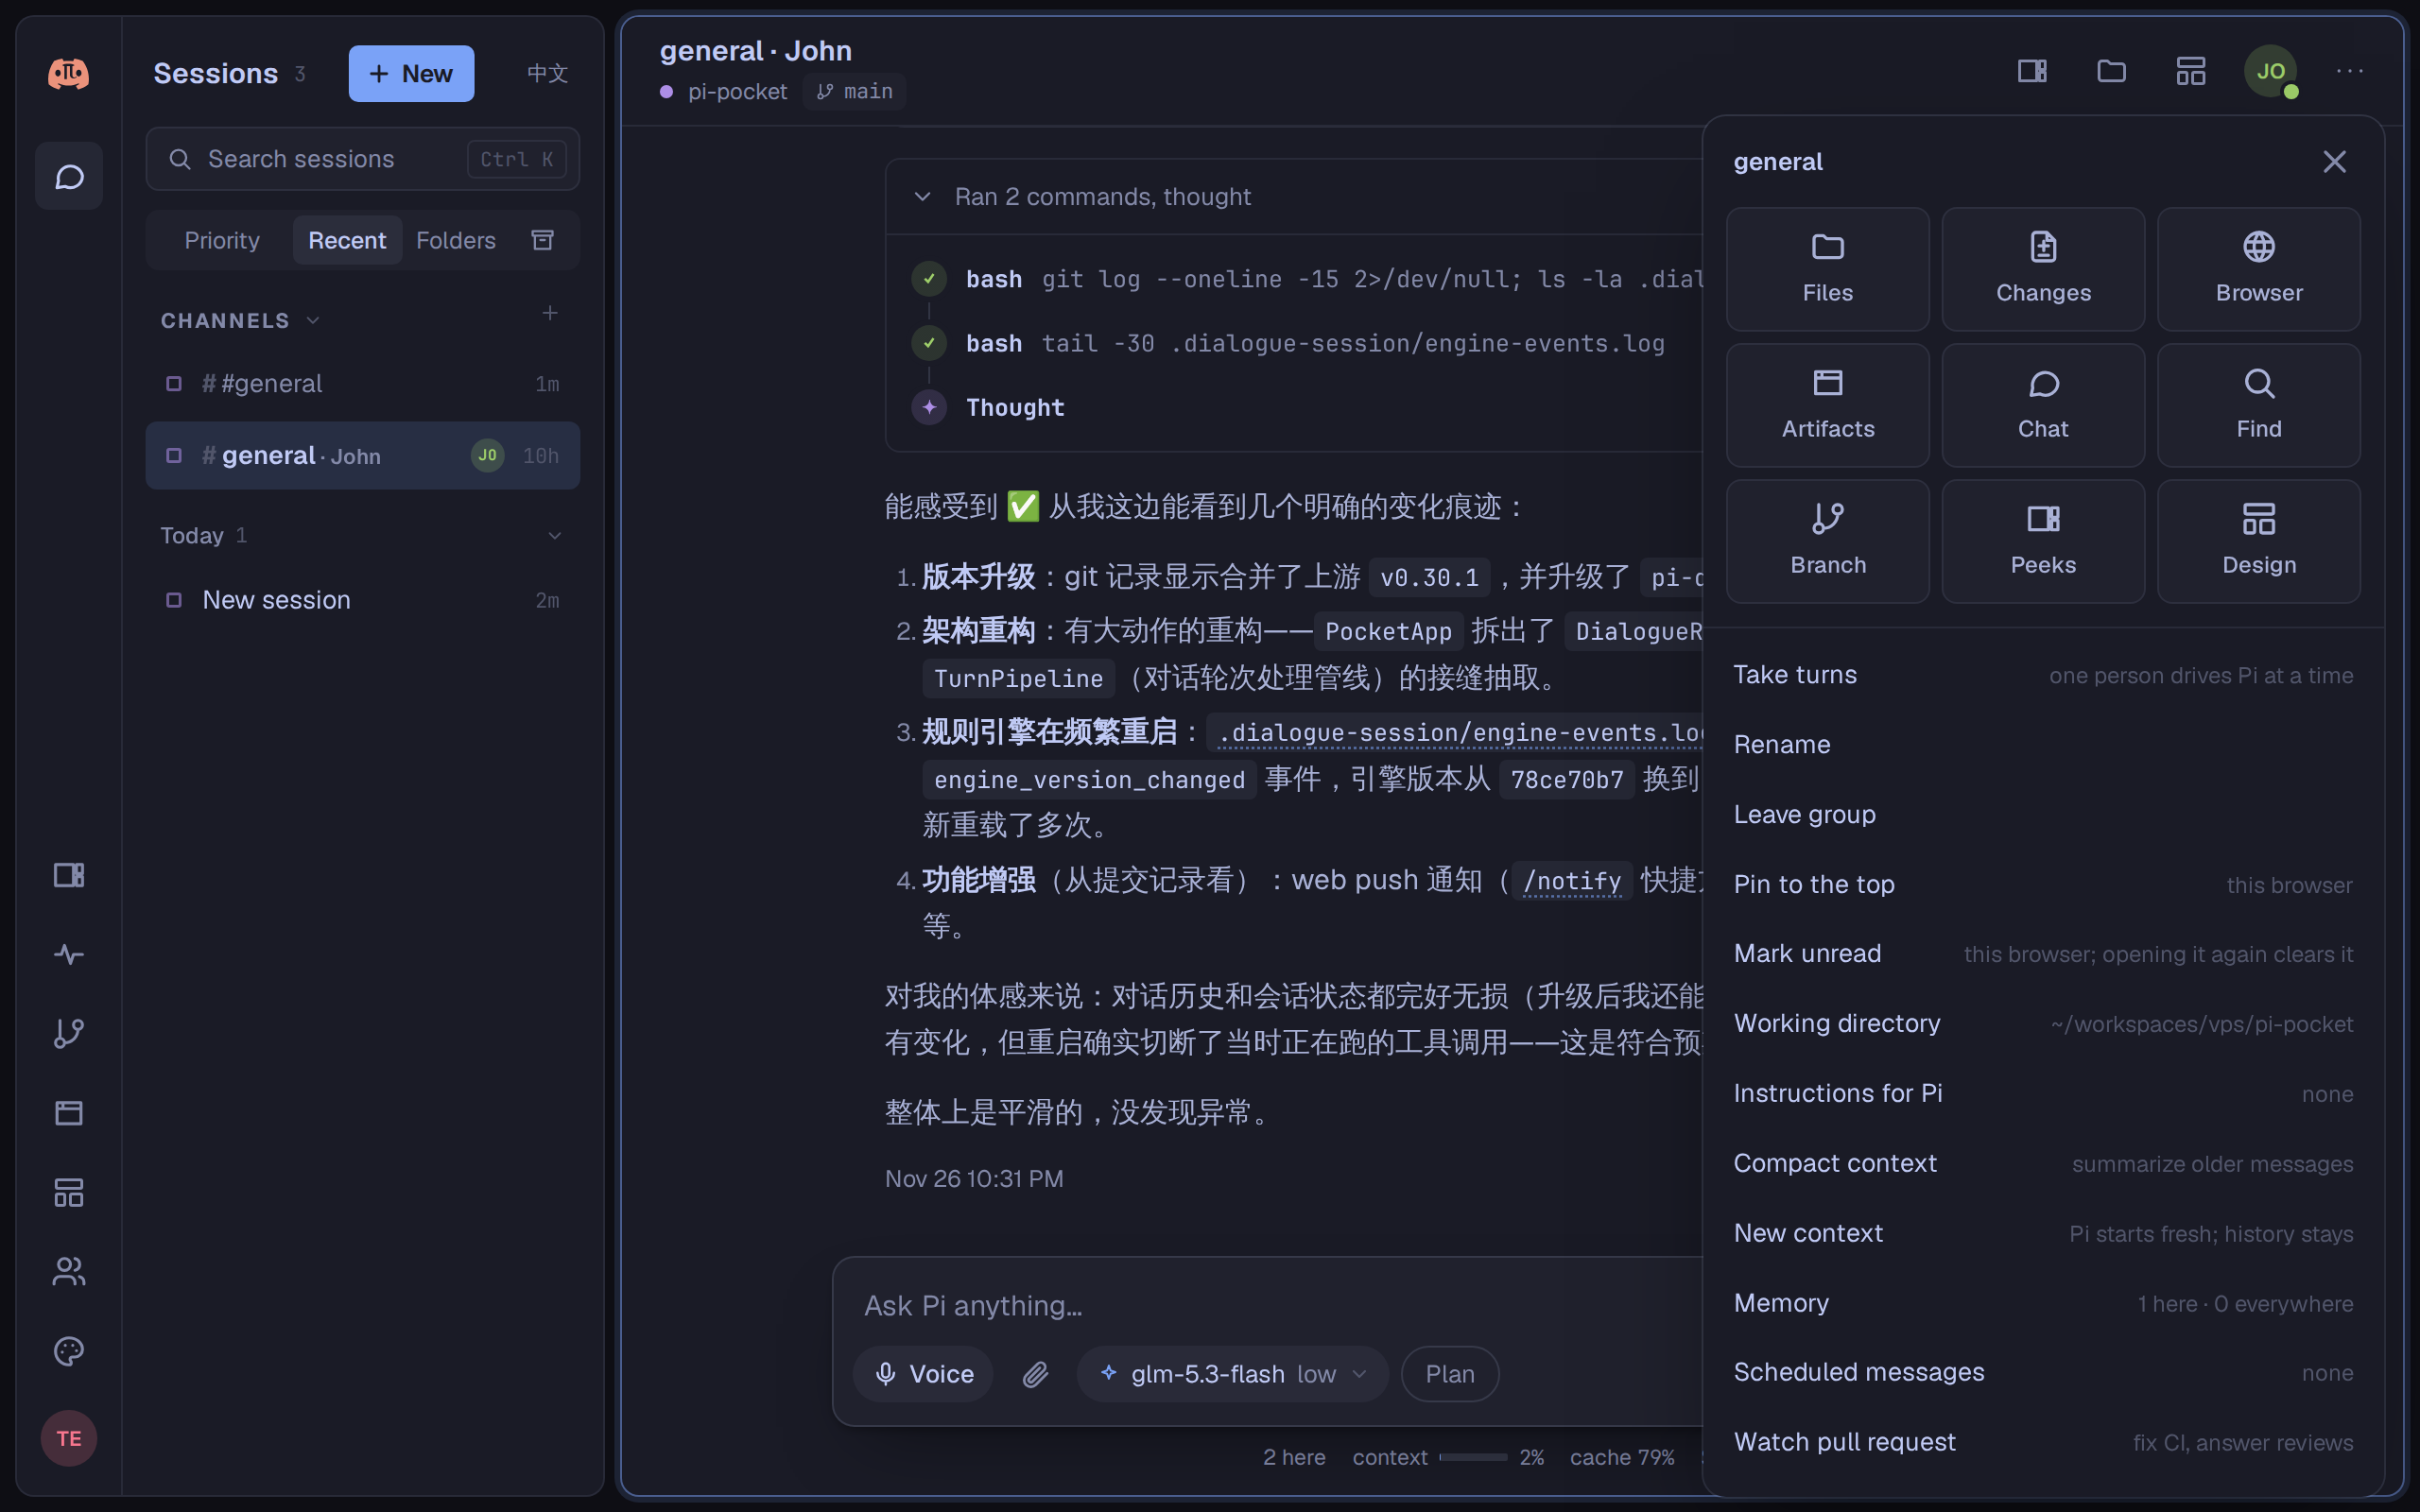 Sessions 3
+ New
中文
Search sessions
Ctrl K
Priority
Recent
Folders
CHANNELS
# #general
1m
# general · John
JO
10h
Today 1
New session
2m
TE
general · John
pi-pocket
main
JO
Ran 2 commands, thought
bash git log --oneline -15 2>/dev/null; ls -la .dial
bash tail -30 .dialogue-session/engine-events.log
Thought
能感受到 ✅ 从我这边能看到几个明确的变化痕迹：
1. 版本升级：git 记录显示合并了上游 v0.30.1，并升级了
2. 架构重构：有大动作的重构——PocketApp 拆出了
TurnPipeline（对话轮次处理管线）的接缝抽取。
3. 规则引擎在频繁重启：.dialogue-session/engine-events.log
engine_version_changed 事件，引擎版本从 78ce70b7 换到
新重载了多次。
4. 功能增强（从提交记录看）：web push 通知（/notify 快捷
等。
对我的体感来说：对话历史和会话状态都完好无损（升级后我还能
有变化，但重启确实切断了当时正在跑的工具调用——这是符合预
整体上是平滑的，没发现异常。
Nov 26 10:31 PM
Ask Pi anything…
Voice
glm-5.3-flash low
Plan
2 here
context
2%
cache 79%
general
Files
Changes
Browser
Artifacts
Chat
Find
Branch
Peeks
Design
Take turns
one person drives Pi at a time
Rename
Leave group
Pin to the top
this browser
Mark unread
this browser; opening it again clears it
Working directory
~/workspaces/vps/pi-pocket
Instructions for Pi
none
Compact context
summarize older messages
New context
Pi starts fresh; history stays
Memory
1 here · 0 everywhere
Scheduled messages
none
Watch pull request
fix CI, answer reviews